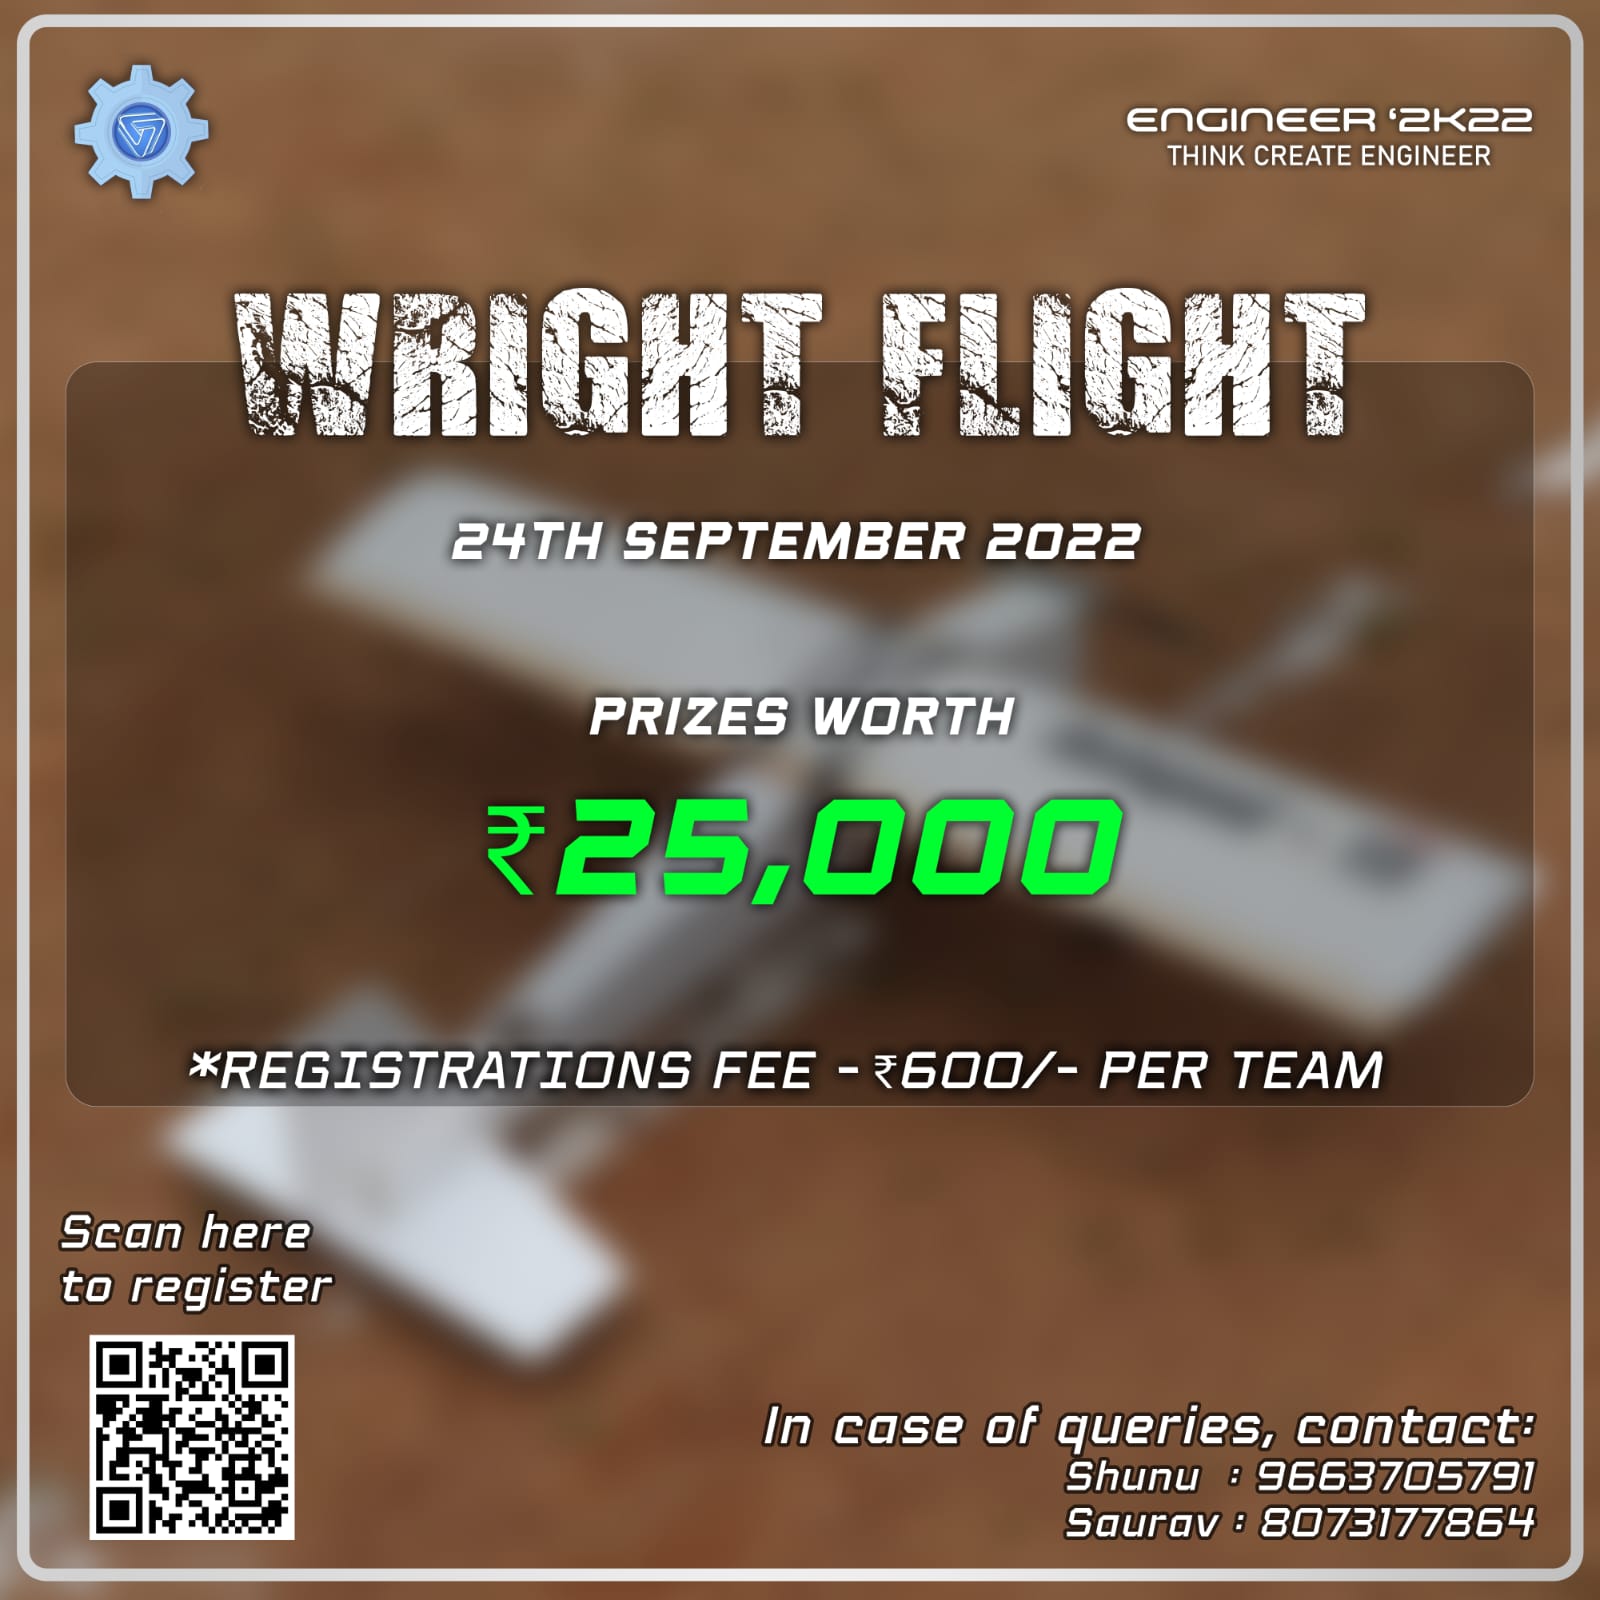 ENGINEER '2K22
THINK CREATE ENGINEER
WRIGHT FLIGHT
24TH SEPTEMBER 2022
PRIZES WORTH
₹25,000
*REGISTRATIONS FEE - ₹600/- PER TEAM
Scan here
to register
In case of queries, contact:
Shunu : 9663705791
Saurav : 8073177864